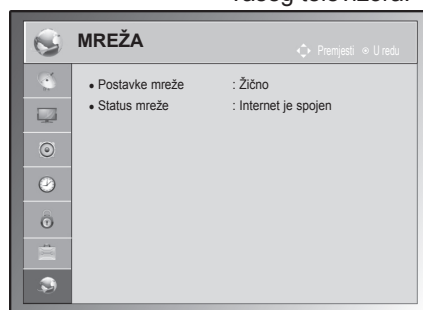 MREŽA
Premjesti ⊙ U redu
• Postavke mreže : Žično
• Status mreže : Internet je spojen